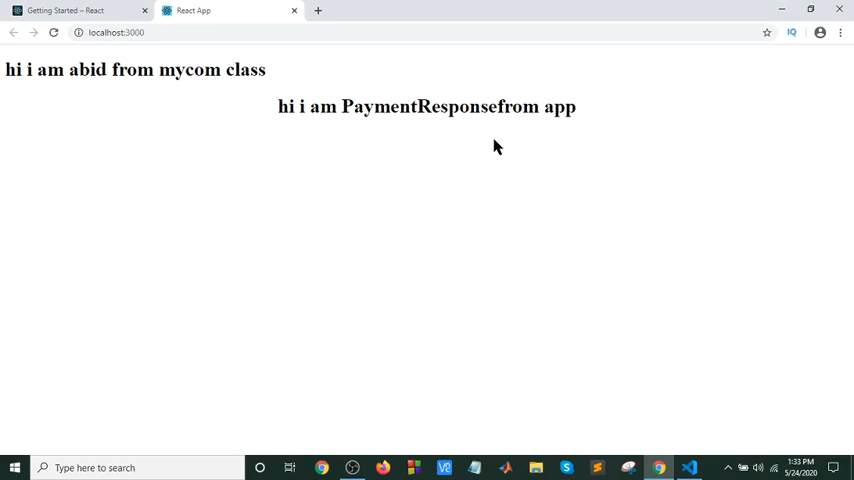 Getting Started – React
React App
localhost:3000
IQ
hi i am abid from mycom class
hi i am PaymentResponsefrom app
Type here to search
1:33 PM
5/24/2020